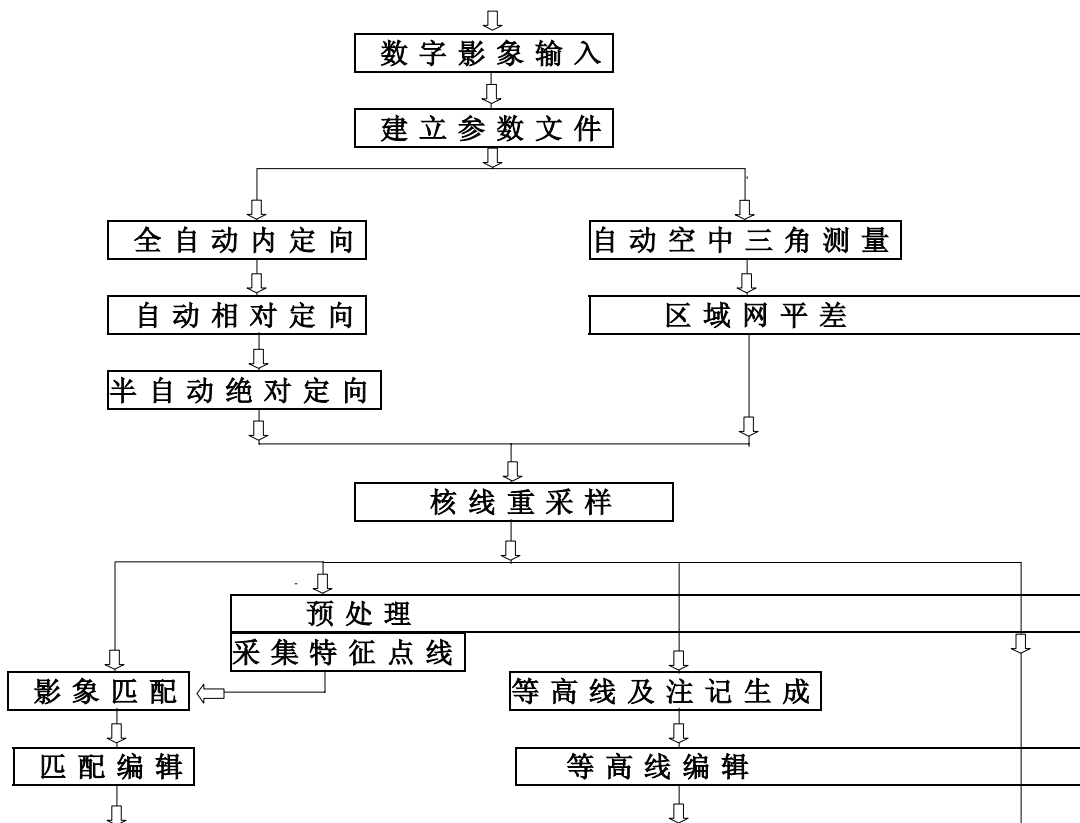 数字影象输入
建立参数文件
全自动内定向
自动空中三角测量
自动相对定向
区域网平差
半自动绝对定向
核线重采样
预处理
采集特征点线
影象匹配
等高线及注记生成
匹配编辑
等高线编辑